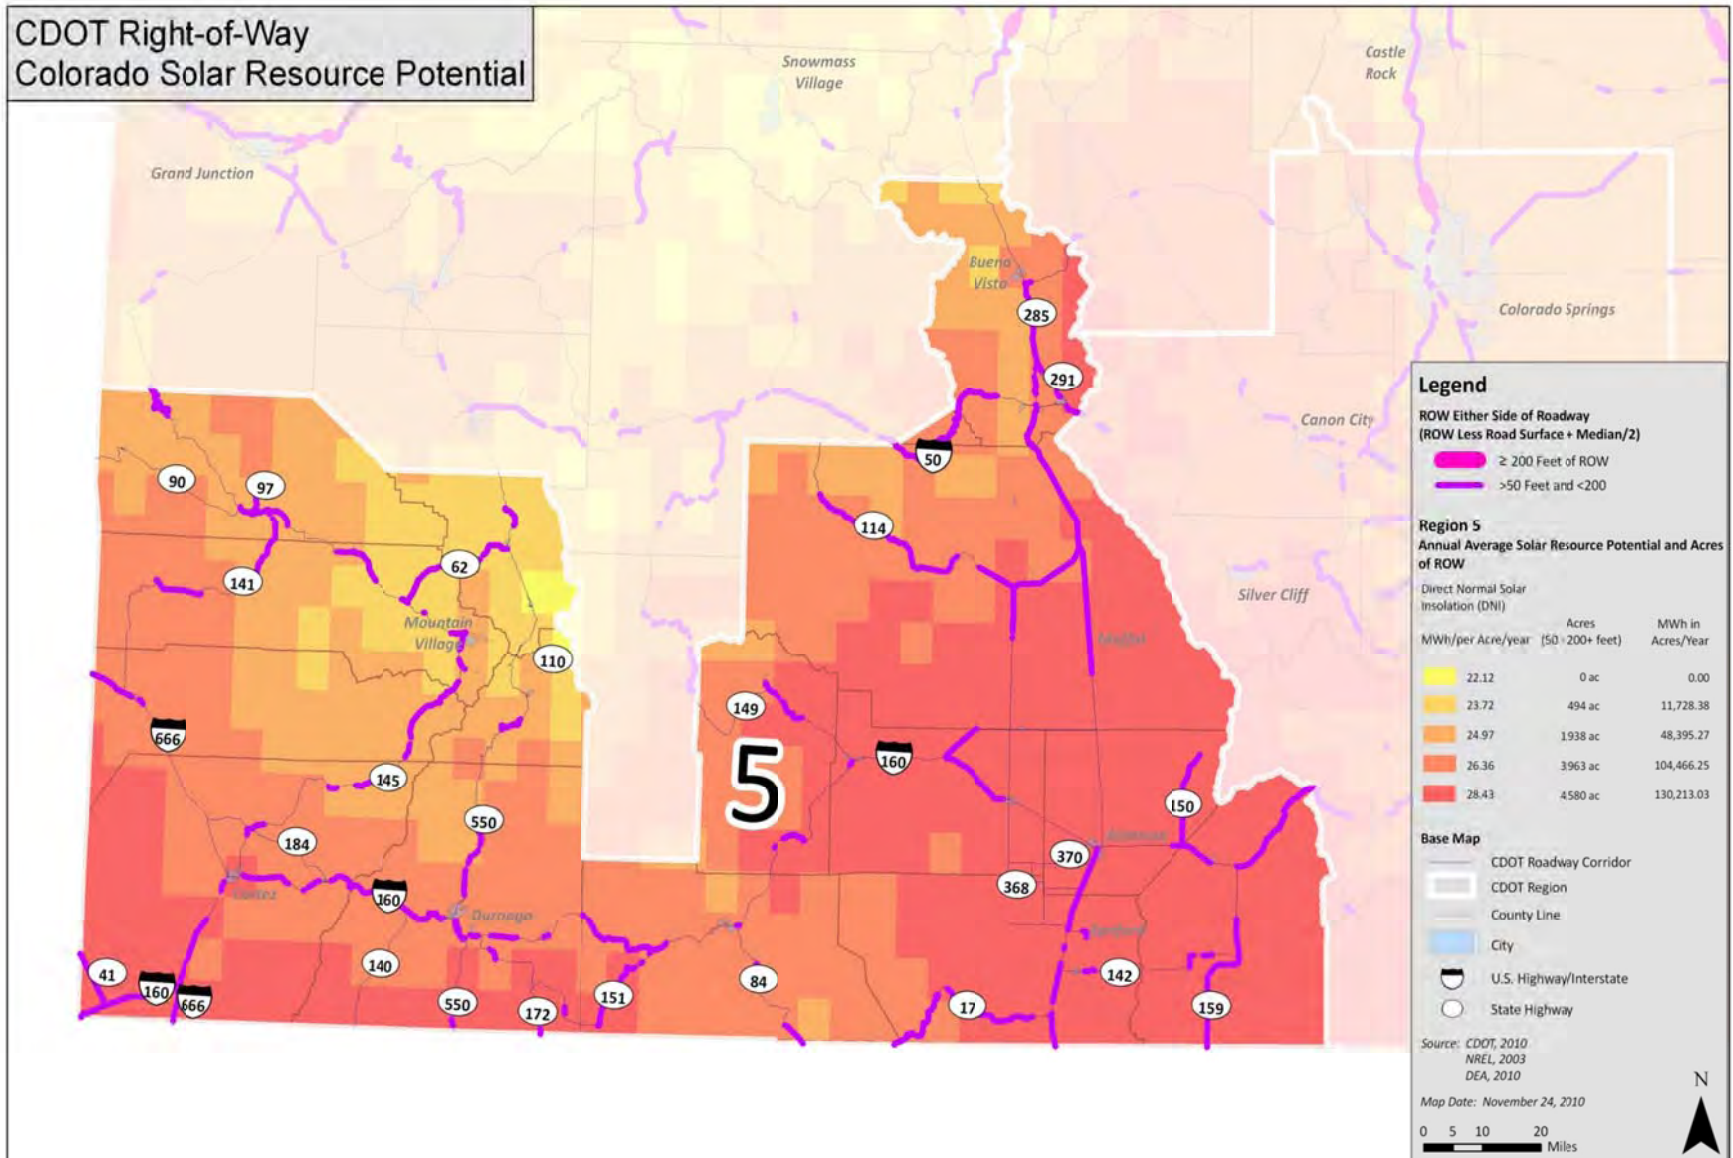 CDOT Right-of-Way
Colorado Solar Resource Potential
Snowmass
Village
Castle
Rock
Grand Junction
Buena
Vista
Colorado Springs
285
291
Canon City
50
90
97
114
62
141
Silver Cliff
Mountain
Village
Moffat
110
149
666
160
5
145
550
150
184
370
368
160
Cortez
Durango
Alamosa
Sanford
41
160
666
140
550
172
151
84
17
142
159
Legend
ROW Either Side of Roadway
(ROW Less Road Surface + Median/2)
≥ 200 Feet of ROW
>50 Feet and <200
Region 5
Annual Average Solar Resource Potential and Acres
of ROW
Direct Normal Solar
Insolation (DNI)
MWh/per Acre/year
Acres
(50 - 200+ feet)
MWh in
Acres/Year
22.12 0 ac 0.00
23.72 494 ac 11,728.38
24.97 1938 ac 48,395.27
26.36 3963 ac 104,466.25
28.43 4580 ac 130,213.03
Base Map
CDOT Roadway Corridor
CDOT Region
County Line
City
U.S. Highway/Interstate
State Highway
Source: CDOT, 2010
NREL, 2003
DEA, 2010
Map Date: November 24, 2010
N
0 5 10 20
Miles